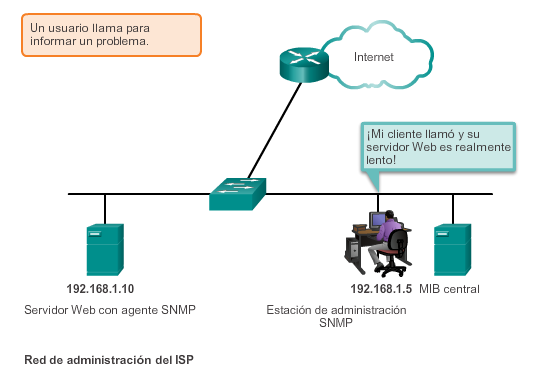 Un usuario llama para
informar un problema.
Internet
¡Mi cliente llamó y su
servidor Web es realmente
lento!
192.168.1.10
192.168.1.5 MIB central
Servidor Web con agente SNMP
Estación de administración
SNMP
Red de administración del ISP